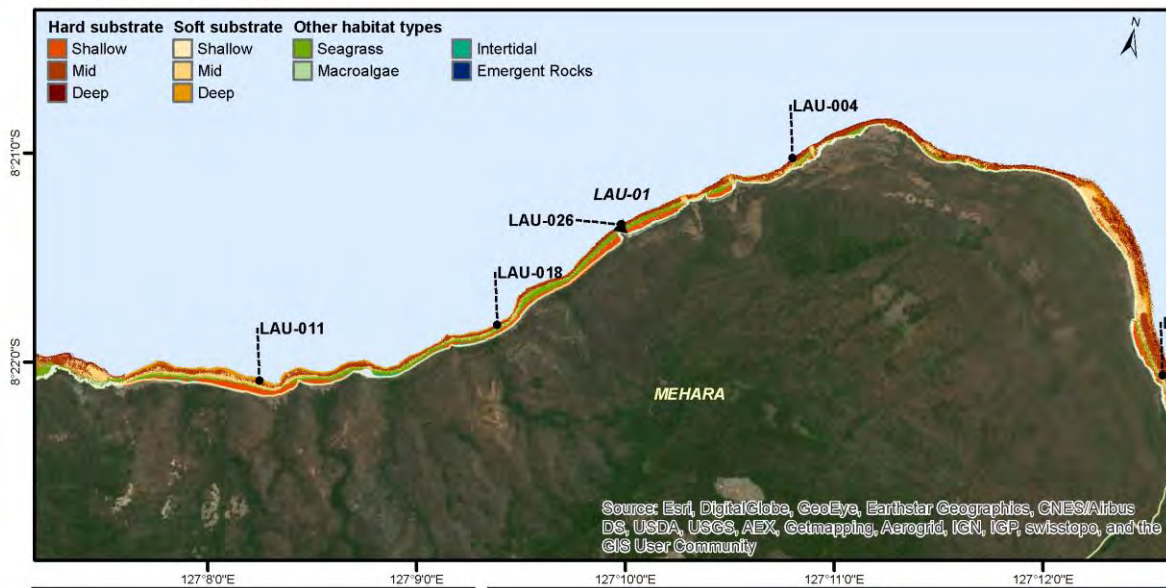 Hard substrate Soft substrate Other habitat types
Shallow Shallow Seagrass Intertidal
Mid Mid Macroalgae Emergent Rocks
Deep Deep
N
LAU-004
8°21'0"S
LAU-01
LAU-026
LAU-018
LAU-011
8°22'0"S
MEHARA
Source: Esri, DigitalGlobe, GeoEye, Earthstar Geographics, CNES/Airbus
DS, USDA, USGS, AEX, Getmapping, Aerogrid, IGN, IGP, swisstopo, and the
GIS User Community
127°8'0"E 127°9'0"E 127°10'0"E 127°11'0"E 127°12'0"E